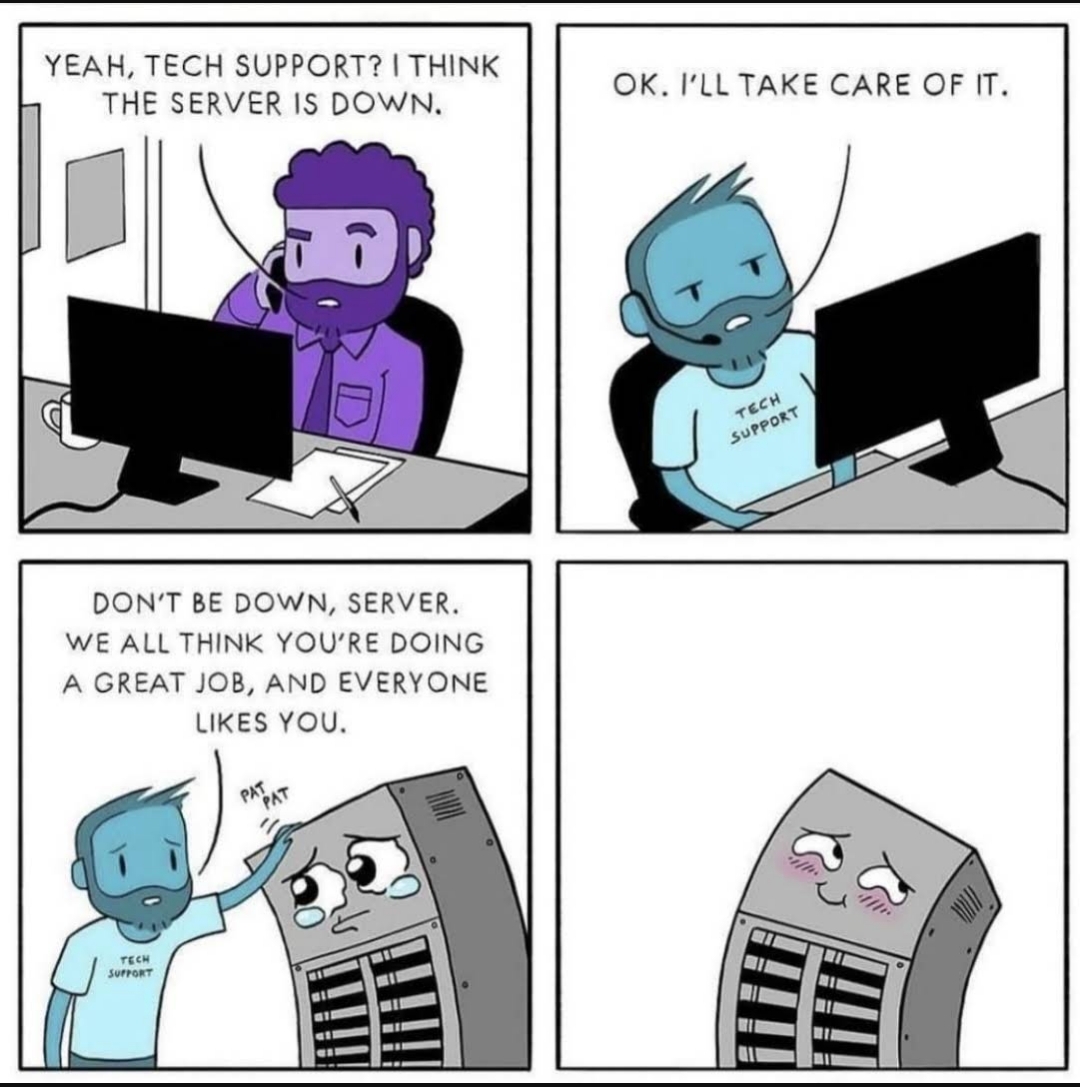 YEAH, TECH SUPPORT? I THINK
THE SERVER IS DOWN.
OK. I'LL TAKE CARE OF IT.
TECH
SUPPORT
DON'T BE DOWN, SERVER.
WE ALL THINK YOU'RE DOING
A GREAT JOB, AND EVERYONE
LIKES YOU.
PAT
PAT
TECH
SUPPORT